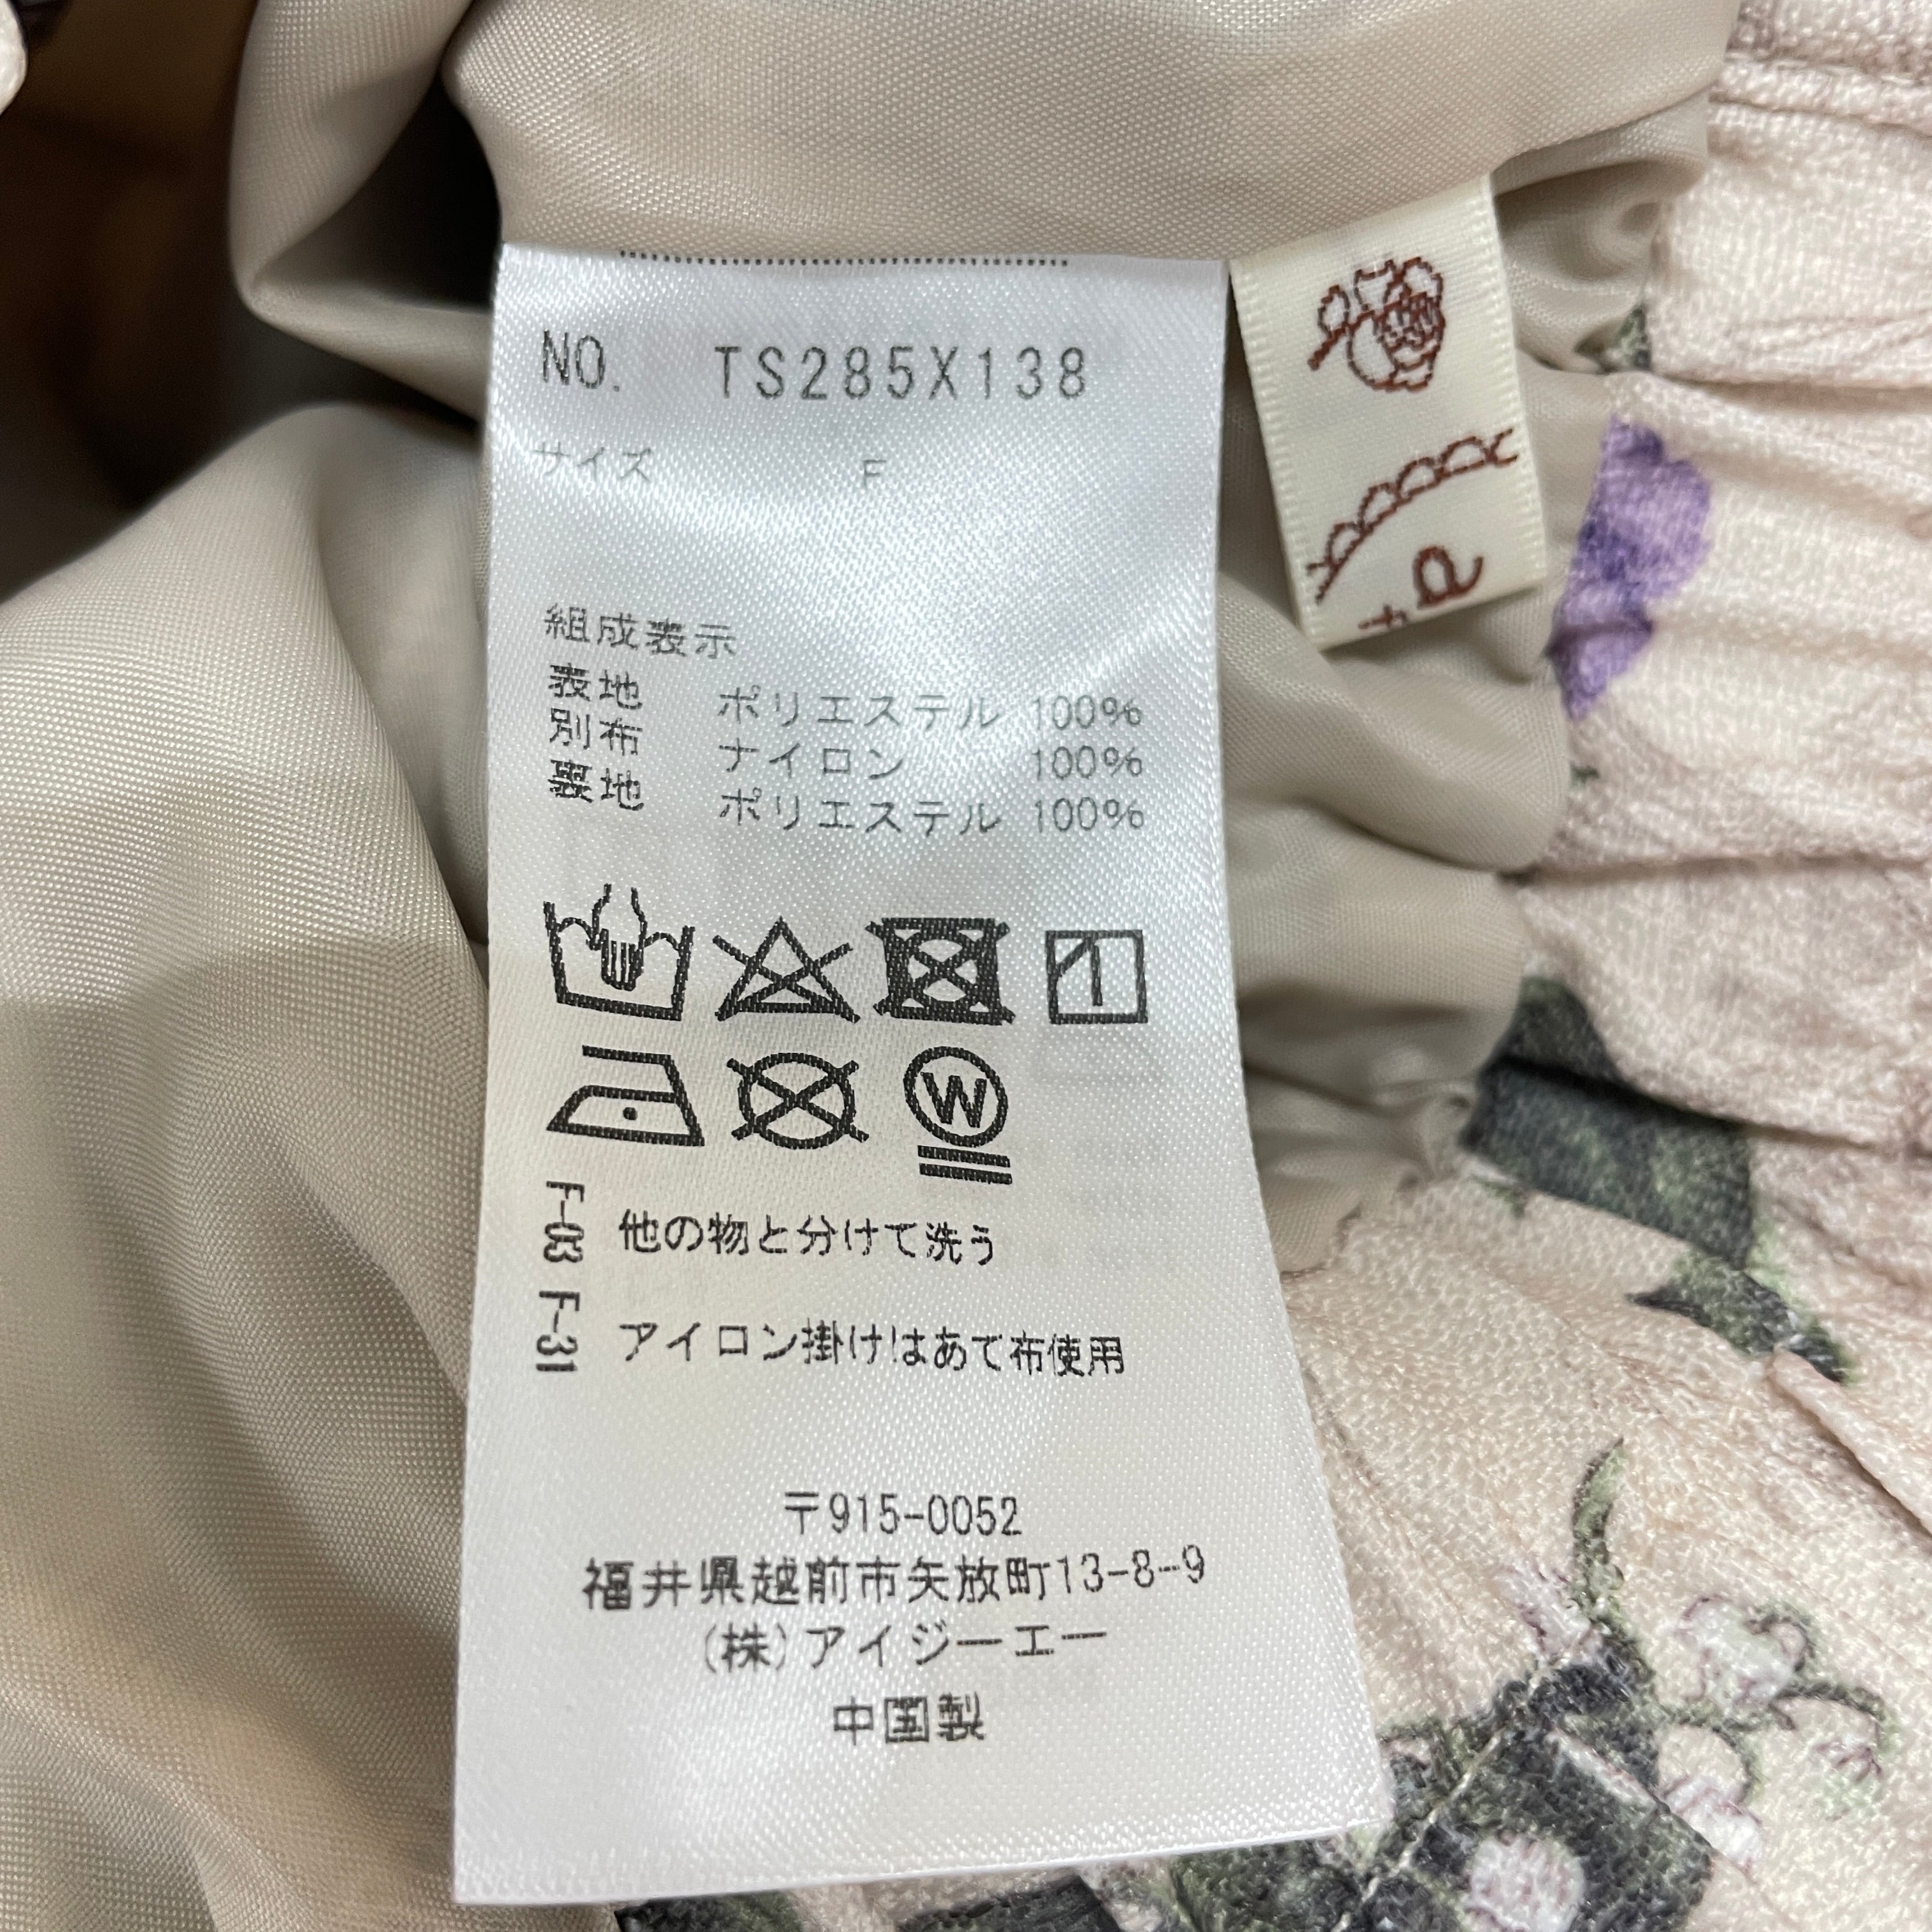 NO. TS285X138
サイズ F
組成表示
表地 ポリエステル 100%
別布 ナイロン 100%
裏地 ポリエステル 100%
W
F-03 他の物と分けて洗う
F-31 アイロン掛けはあて布使用
〒915-0052
福井県越前市矢放町13-8-9
(株)アイジーエー
中国製